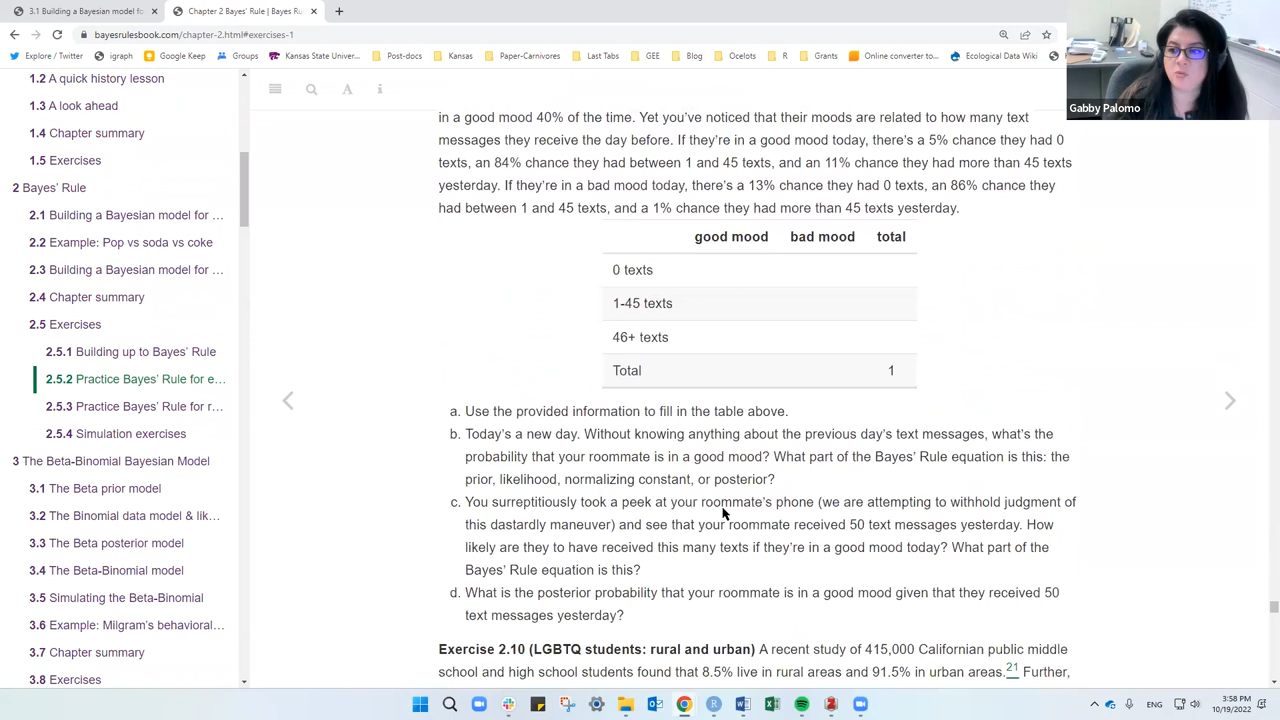 3.1 Building a Bayesian model fo
Chapter 2 Bayes' Rule | Bayes Ru
bayesrulesbook.com/chapter-2.html#exercises-1
Explore / Twitter
igraph
Google Keep
Groups
Kansas State Univer...
Post-docs
Kansas
Paper-Carnivores
Last Tabs
GEE
Blog
Ocelots
R
Grants
Online converter to...
Ecological Data Wiki
Gabby Palomo
1.2 A quick history lesson
1.3 A look ahead
1.4 Chapter summary
1.5 Exercises
2 Bayes' Rule
2.1 Building a Bayesian model for ...
2.2 Example: Pop vs soda vs coke
2.3 Building a Bayesian model for ...
2.4 Chapter summary
2.5 Exercises
2.5.1 Building up to Bayes' Rule
2.5.2 Practice Bayes' Rule for e...
2.5.3 Practice Bayes' Rule for r...
2.5.4 Simulation exercises
3 The Beta-Binomial Bayesian Model
3.1 The Beta prior model
3.2 The Binomial data model & lik...
3.3 The Beta posterior model
3.4 The Beta-Binomial model
3.5 Simulating the Beta-Binomial
3.6 Example: Milgram's behavioral...
3.7 Chapter summary
3.8 Exercises
in a good mood 40% of the time. Yet you've noticed that their moods are related to how many text
messages they receive the day before. If they're in a good mood today, there's a 5% chance they had 0
texts, an 84% chance they had between 1 and 45 texts, and an 11% chance they had more than 45 texts
yesterday. If they're in a bad mood today, there's a 13% chance they had 0 texts, an 86% chance they
had between 1 and 45 texts, and a 1% chance they had more than 45 texts yesterday.
good mood bad mood total
0 texts
1-45 texts
46+ texts
Total 1
a. Use the provided information to fill in the table above.
b. Today's a new day. Without knowing anything about the previous day's text messages, what's the
probability that your roommate is in a good mood? What part of the Bayes' Rule equation is this: the
prior, likelihood, normalizing constant, or posterior?
c. You surreptitiously took a peek at your roommate's phone (we are attempting to withhold judgment of
this dastardly maneuver) and see that your roommate received 50 text messages yesterday. How
likely are they to have received this many texts if they're in a good mood today? What part of the
Bayes' Rule equation is this?
d. What is the posterior probability that your roommate is in a good mood given that they received 50
text messages yesterday?
Exercise 2.10 (LGBTQ students: rural and urban) A recent study of 415,000 Californian public middle
school and high school students found that 8.5% live in rural areas and 91.5% in urban areas.21 Further,
ENG
3:58 PM
10/19/2022